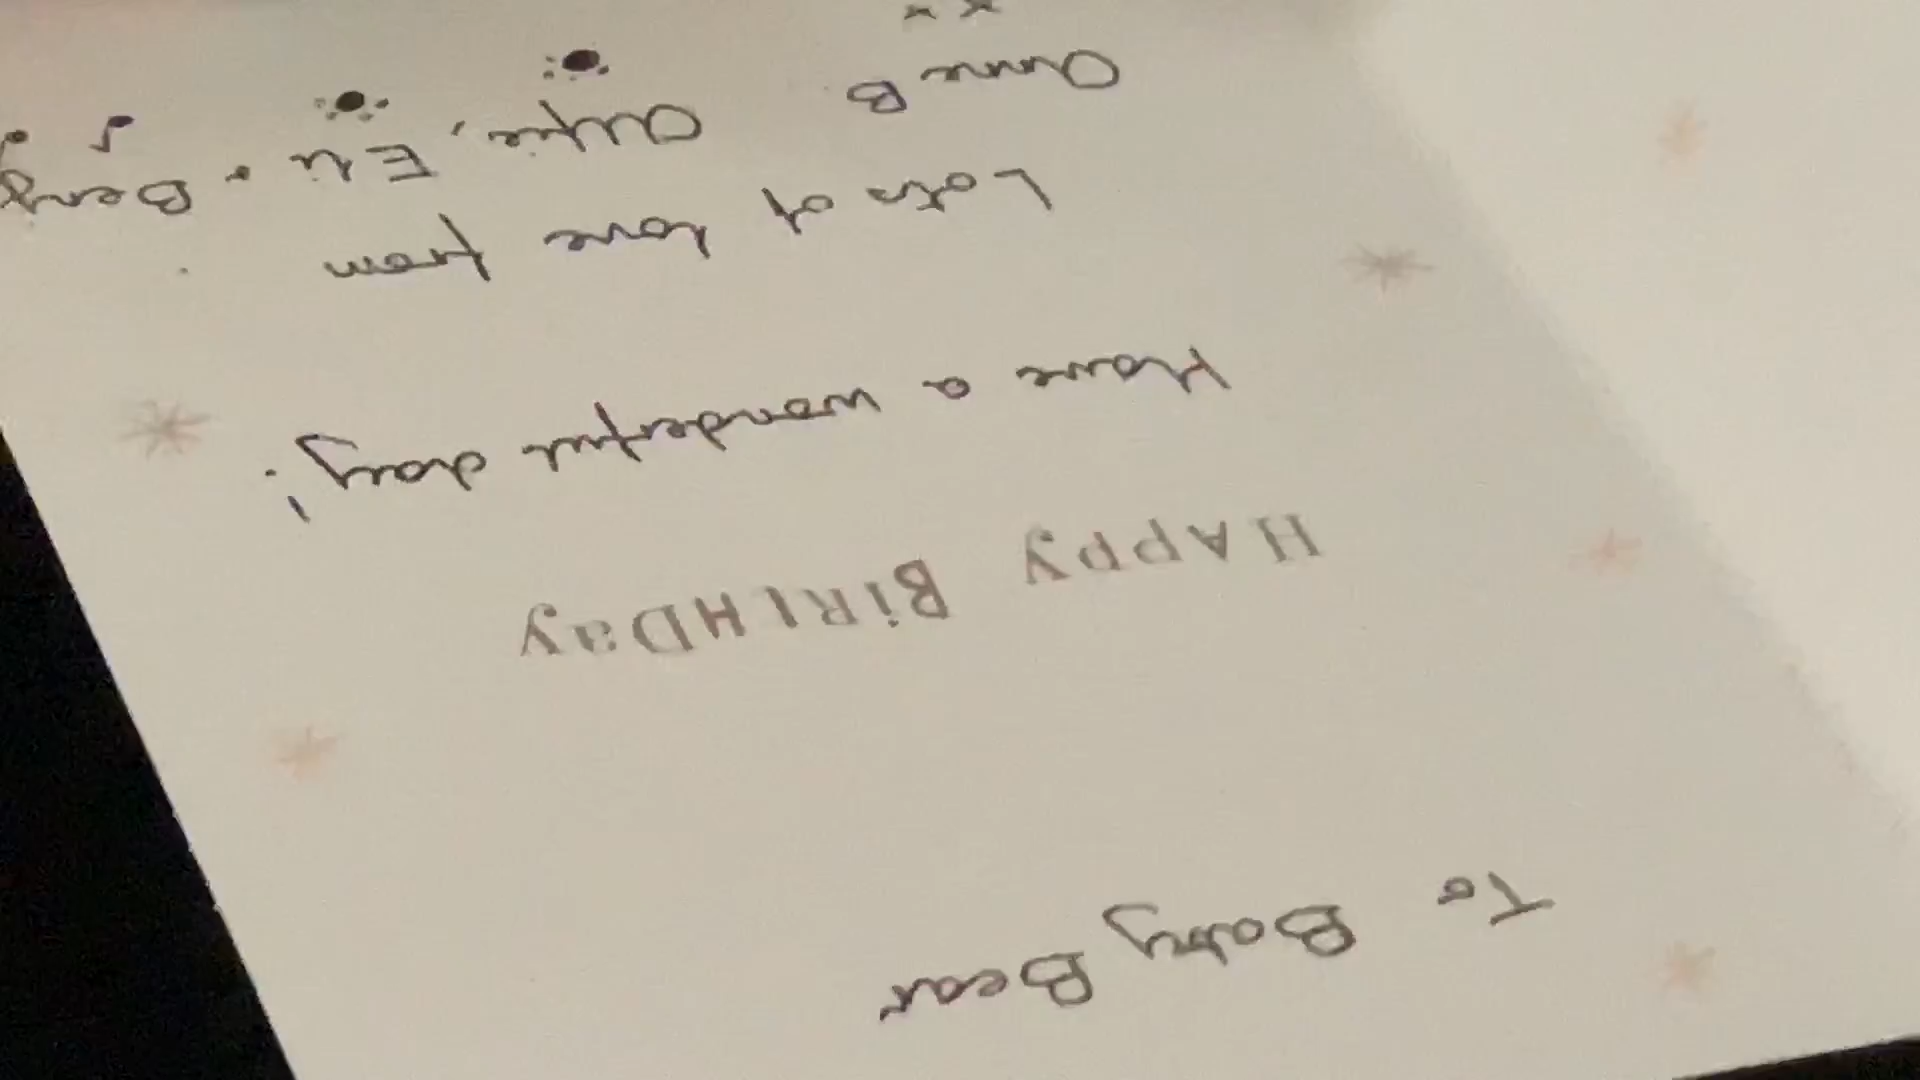 To Baby Bear
HAPPY BiRtHDay
Have a wonderful day!
Lots of love from
Anne B Alfie, Eli
x x